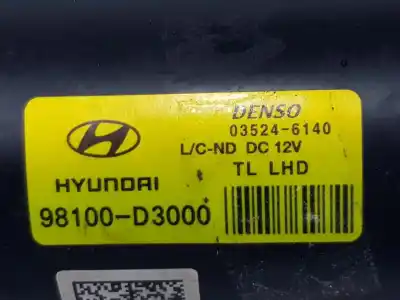 DENSO
03524-6140
L/C-ND DC 12V
HYUNDAI
TL LHD
98100-D3000